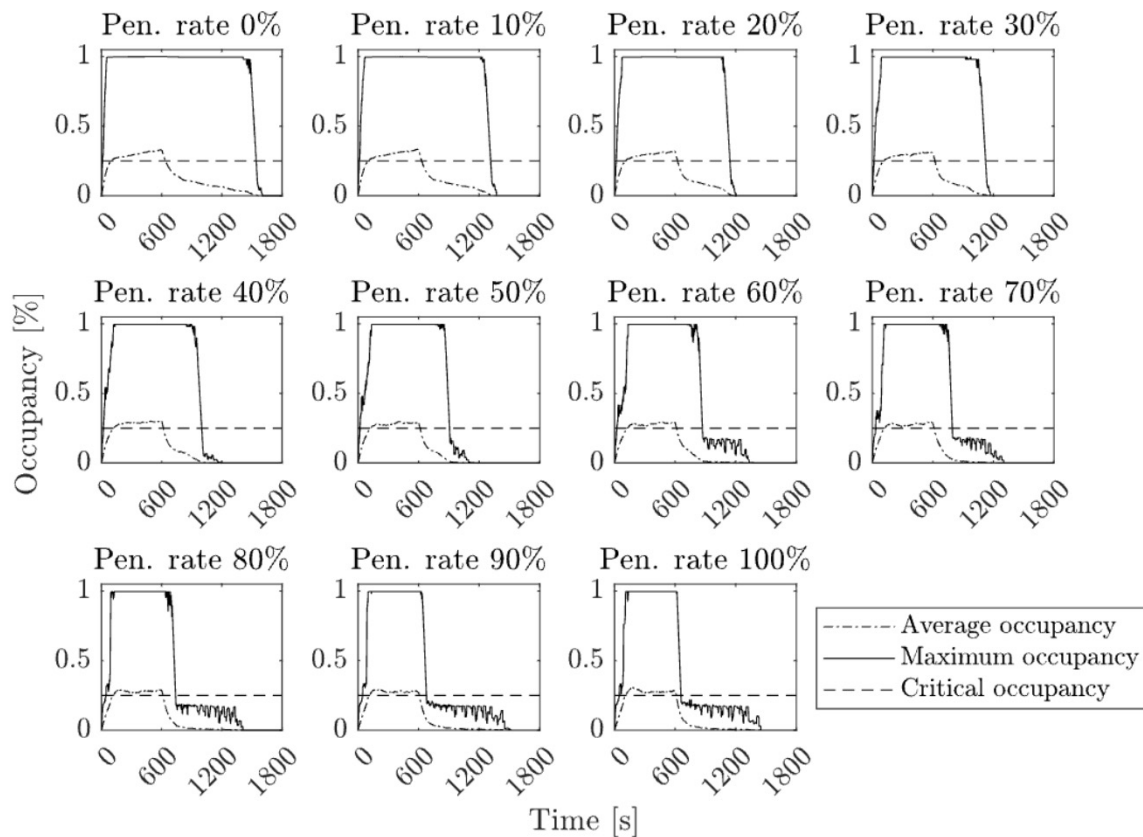 Pen. rate 0% Pen. rate 10% Pen. rate 20% Pen. rate 30%
1 1 1 1
0.5 0.5 0.5 0.5
0 0 0 0
0 600 1200 1800 0 600 1200 1800 0 600 1200 1800 0 600 1200 1800
Occupancy [%]
Pen. rate 40% Pen. rate 50% Pen. rate 60% Pen. rate 70%
1 1 1 1
0.5 0.5 0.5 0.5
0 0 0 0
0 600 1200 1800 0 600 1200 1800 0 600 1200 1800 0 600 1200 1800
Pen. rate 80% Pen. rate 90% Pen. rate 100%
1 1 1
0.5 0.5 0.5
0 0 0
0 600 1200 1800 0 600 1200 1800 0 600 1200 1800
Average occupancy
Maximum occupancy
Critical occupancy
Time [s]